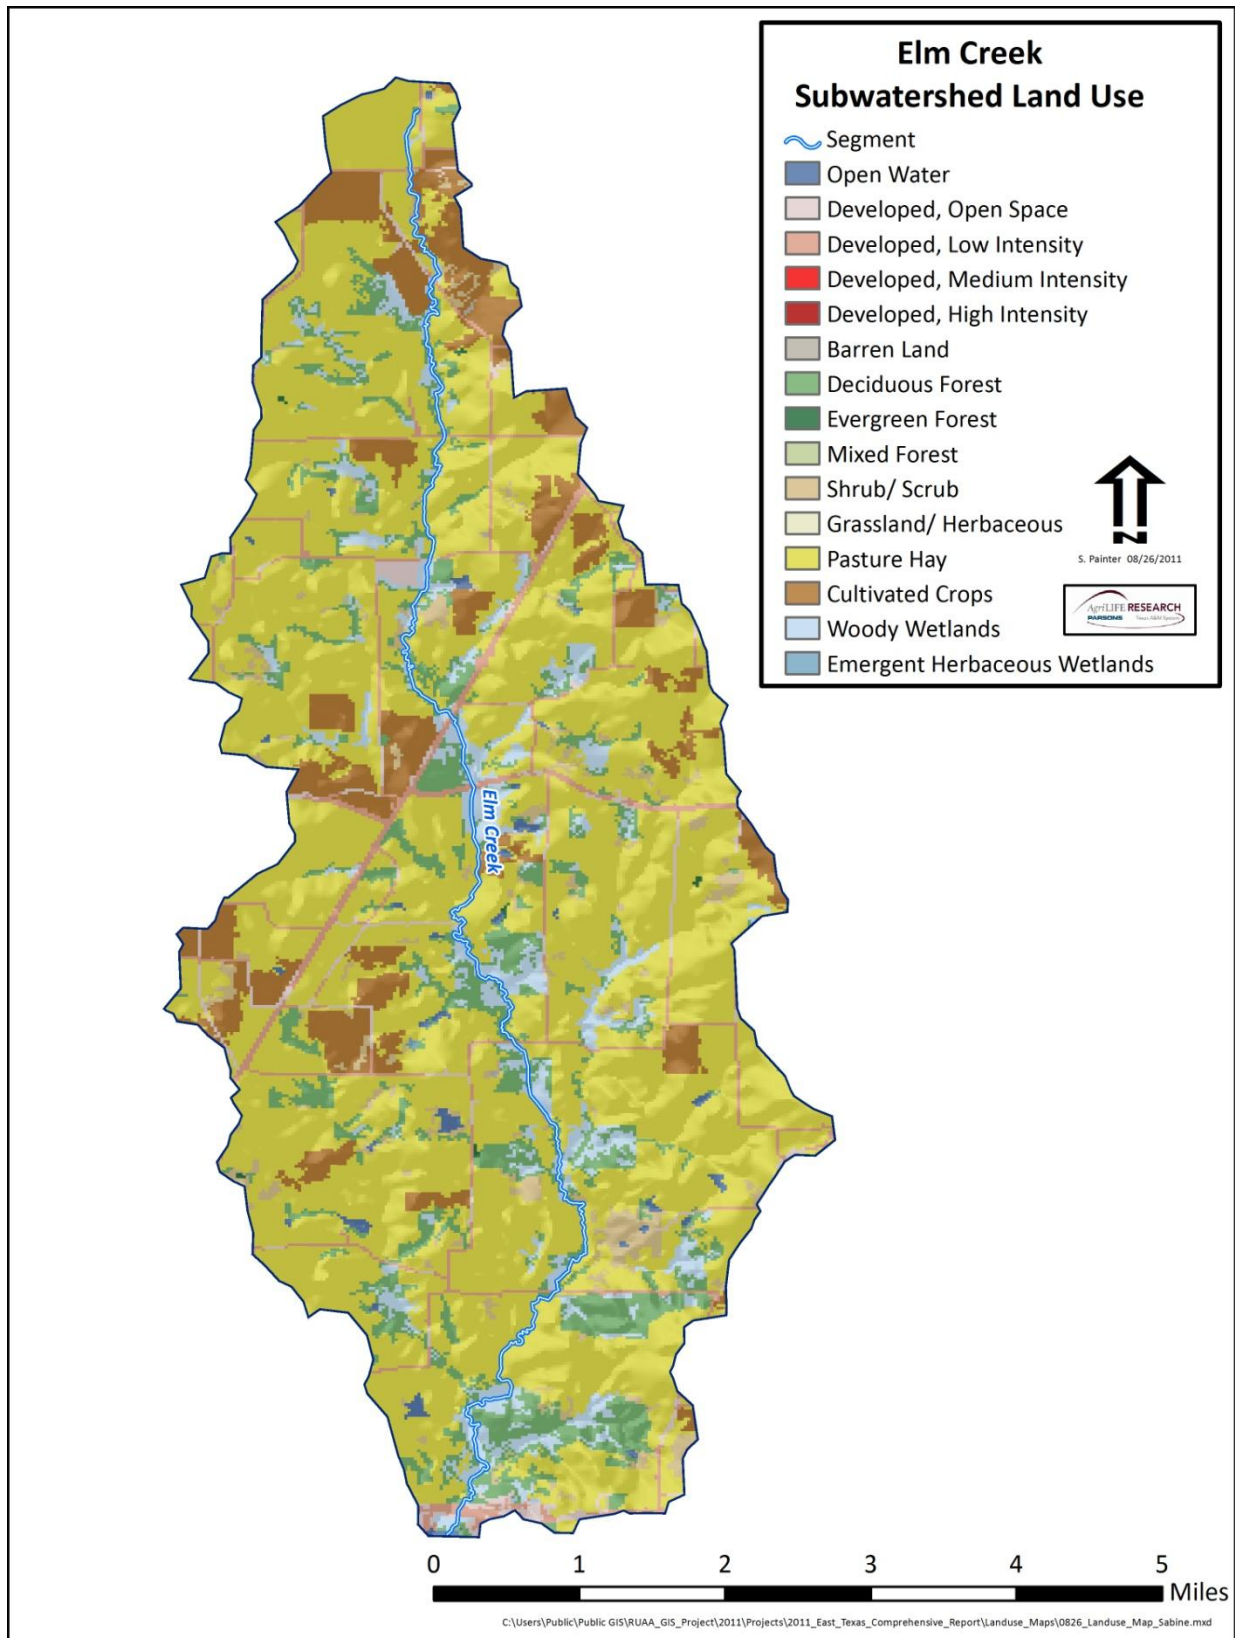 Elm Creek
Subwatershed Land Use
Segment
Open Water
Developed, Open Space
Developed, Low Intensity
Developed, Medium Intensity
Developed, High Intensity
Barren Land
Deciduous Forest
Evergreen Forest
Mixed Forest
Shrub/ Scrub
Grassland/ Herbaceous
Pasture Hay
Cultivated Crops
Woody Wetlands
Emergent Herbaceous Wetlands
N
S. Painter 08/26/2011
AgriLIFE RESEARCH
PARSONS Texas A&M System
Elm Creek
0 1 2 3 4 5
Miles
C:\Users\Public\Public GIS\RUAA_GIS_Project\2011\Projects\2011_East_Texas_Comprehensive_Report\Landuse_Maps\0826_Landuse_Map_Sabine.mxd